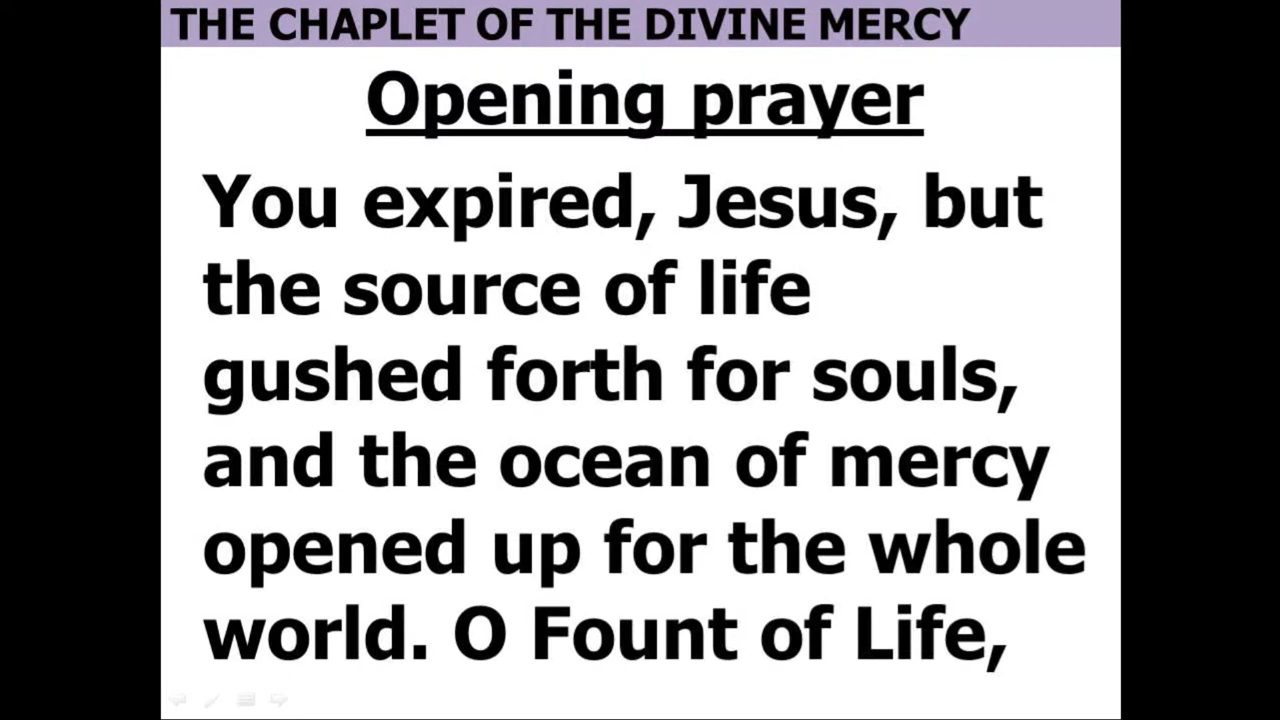 THE CHAPLET OF THE DIVINE MERCY
Opening prayer
You expired, Jesus, but
the source of life
gushed forth for souls,
and the ocean of mercy
opened up for the whole
world. O Fount of Life,